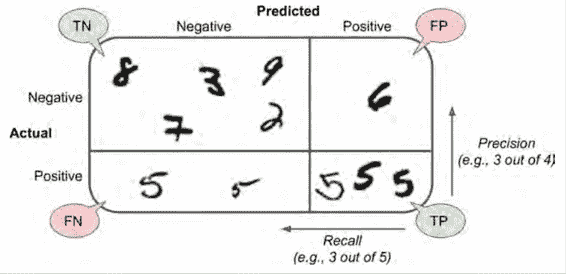 Predicted
TN
Negative
Positive
FP
8 3 9
Negative
6
7 2
Actual
Precision
(e.g., 3 out of 4)
Positive
5 5 5 5 5
FN
TP
Recall
(e.g., 3 out of 5)